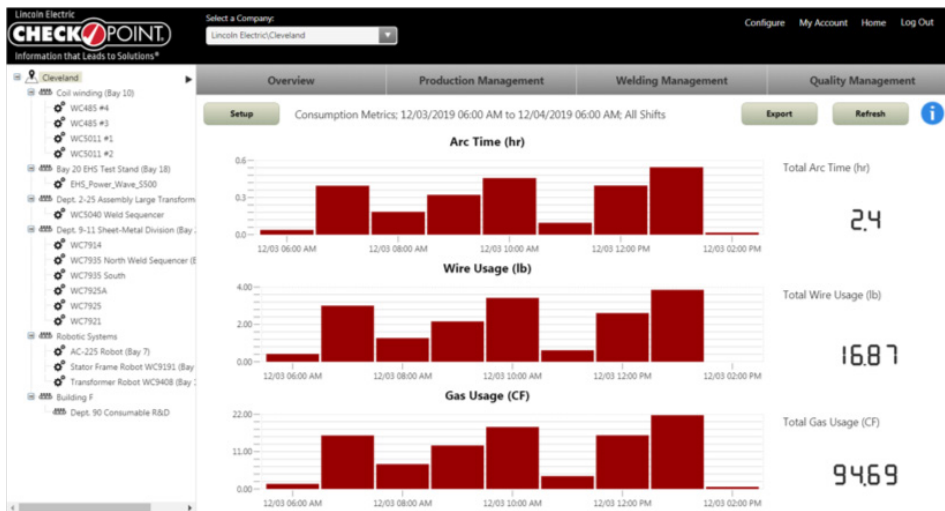 Lincoln Electric
CHECK POINT
Information that Leads to Solutions®
Select a Company:
Lincoln Electric\Cleveland
Configure My Account Home Log Out
Cleveland
Coil winding (Bay 10)
WC485 #4
WC485 #3
WC5011 #1
WC5011 #2
Bay 20 EHS Test Stand (Bay 18)
EHS_Power_Wave_S500
Dept. 2-25 Assembly Large Transform
WC5040 Weld Sequencer
Dept. 9-11 Sheet-Metal Division (Bay
WC7914
WC7935 North Weld Sequencer (E
WC7935 South
WC7925A
WC7925
WC7921
Robotic Systems
AC-225 Robot (Bay 7)
Stator Frame Robot WC9191 (Bay
Transformer Robot WC9408 (Bay
Building F
Dept. 90 Consumable R&D
Overview Production Management Welding Management Quality Management
Setup Consumption Metrics; 12/03/2019 06:00 AM to 12/04/2019 06:00 AM; All Shifts Export Refresh i
Arc Time (hr)
0.6
0.3
0.0
12/03 06:00 AM 12/03 08:00 AM 12/03 10:00 AM 12/03 12:00 PM 12/03 02:00 PM
Total Arc Time (hr)
2.4
Wire Usage (lb)
4.00
2.00
0.00
12/03 06:00 AM 12/03 08:00 AM 12/03 10:00 AM 12/03 12:00 PM 12/03 02:00 PM
Total Wire Usage (lb)
16.87
Gas Usage (CF)
22.00
11.00
0.00
12/03 06:00 AM 12/03 08:00 AM 12/03 10:00 AM 12/03 12:00 PM 12/03 02:00 PM
Total Gas Usage (CF)
94.69